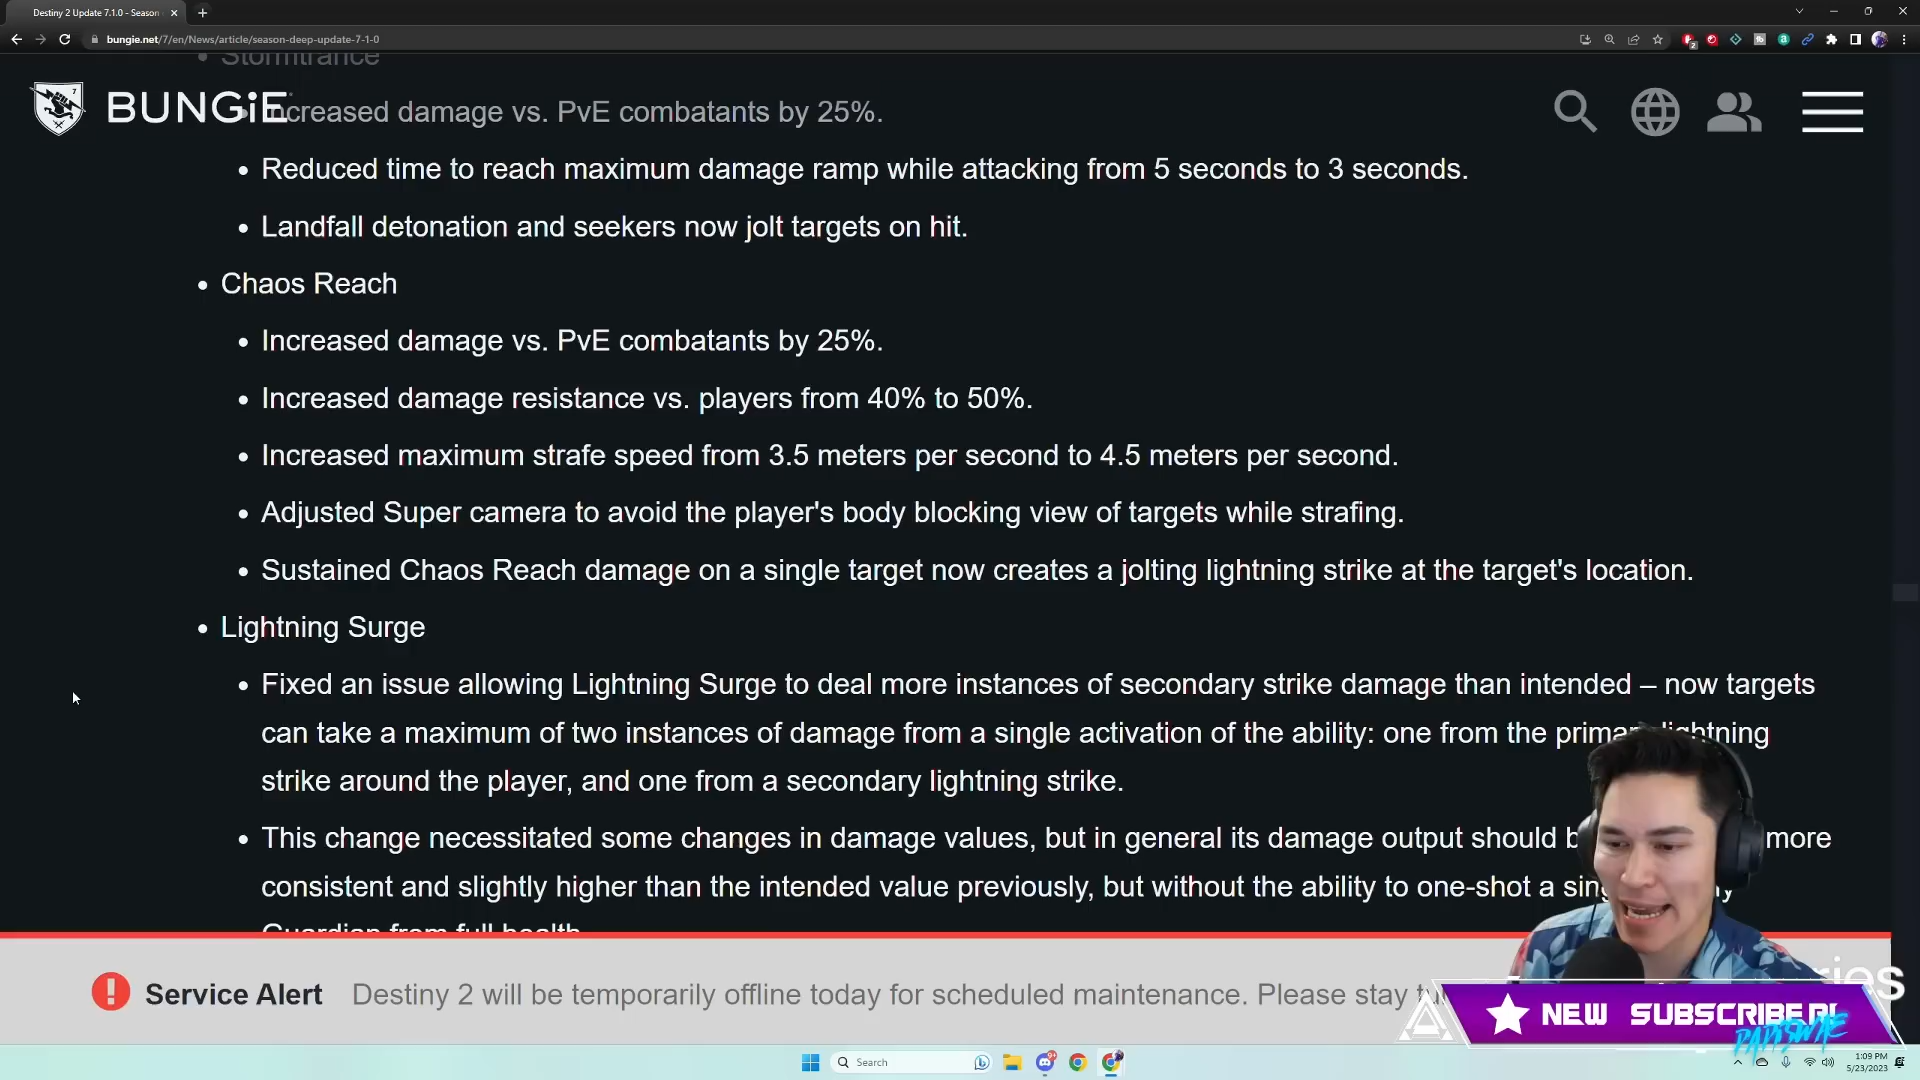 Destiny 2 Update 7.1.0 - Season
bungie.net/7/en/News/article/season-deep-update-7-1-0
Stormtrance
BUNGiE
Increased damage vs. PvE combatants by 25%.
Reduced time to reach maximum damage ramp while attacking from 5 seconds to 3 seconds.
Landfall detonation and seekers now jolt targets on hit.
Chaos Reach
Increased damage vs. PvE combatants by 25%.
Increased damage resistance vs. players from 40% to 50%.
Increased maximum strafe speed from 3.5 meters per second to 4.5 meters per second.
Adjusted Super camera to avoid the player's body blocking view of targets while strafing.
Sustained Chaos Reach damage on a single target now creates a jolting lightning strike at the target's location.
Lightning Surge
Fixed an issue allowing Lightning Surge to deal more instances of secondary strike damage than intended – now targets
can take a maximum of two instances of damage from a single activation of the ability: one from the primary lightning
strike around the player, and one from a secondary lightning strike.
This change necessitated some changes in damage values, but in general its damage output should more
consistent and slightly higher than the intended value previously, but without the ability to one-shot a
Guardian from full health
Service Alert Destiny 2 will be temporarily offline today for scheduled maintenance. Please stay
NEW SUBSCRIBER!
Search
1:09 PM
5/23/2023